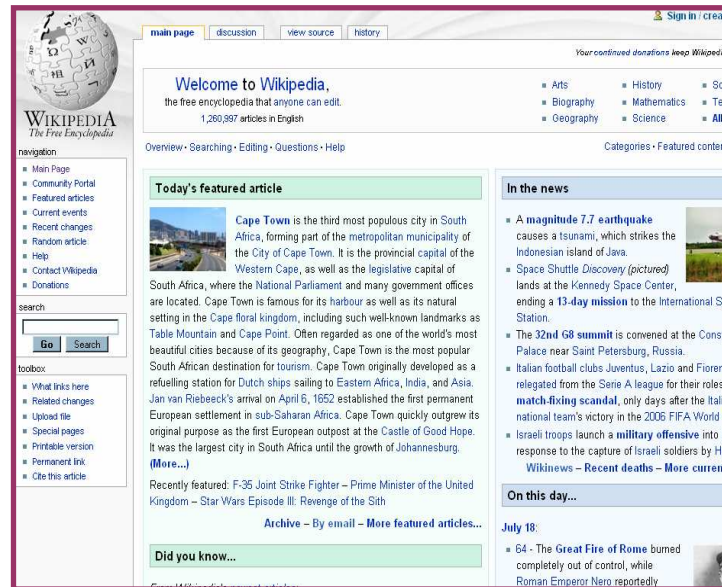 Sign in / crea
main page
discussion
view source
history
Your continued donations keep Wikiped
WIKIPEDIA
The Free Encyclopedia
navigation
Main Page
Community Portal
Featured articles
Current events
Recent changes
Random article
Help
Contact Wikipedia
Donations
search
Go
Search
toolbox
What links here
Related changes
Upload file
Special pages
Printable version
Permanent link
Cite this article
Welcome to Wikipedia,
the free encyclopedia that anyone can edit.
1,260,997 articles in English
Arts
Biography
Geography
History
Mathematics
Science
Sc
Te
All
Overview · Searching · Editing · Questions · Help
Categories · Featured conten
Today's featured article
Cape Town is the third most populous city in South
Africa, forming part of the metropolitan municipality of
the City of Cape Town. It is the provincial capital of the
Western Cape, as well as the legislative capital of
South Africa, where the National Parliament and many government offices
are located. Cape Town is famous for its harbour as well as its natural
setting in the Cape floral kingdom, including such well-known landmarks as
Table Mountain and Cape Point. Often regarded as one of the world's most
beautiful cities because of its geography, Cape Town is the most popular
South African destination for tourism. Cape Town originally developed as a
refuelling station for Dutch ships sailing to Eastern Africa, India, and Asia.
Jan van Riebeeck's arrival on April 6, 1652 established the first permanent
European settlement in sub-Saharan Africa. Cape Town quickly outgrew its
original purpose as the first European outpost at the Castle of Good Hope.
It was the largest city in South Africa until the growth of Johannesburg.
(More...)
Recently featured: F-35 Joint Strike Fighter – Prime Minister of the United
Kingdom – Star Wars Episode III: Revenge of the Sith
Archive – By email – More featured articles...
Did you know...
From Wikipedia's newest articles:
In the news
A magnitude 7.7 earthquake
causes a tsunami, which strikes the
Indonesian island of Java.
Space Shuttle Discovery (pictured)
lands at the Kennedy Space Center,
ending a 13-day mission to the International S
Station.
The 32nd G8 summit is convened at the Cons
Palace near Saint Petersburg, Russia.
Italian football clubs Juventus, Lazio and Fioren
relegated from the Serie A league for their roles
match-fixing scandal, only days after the Itali
national team's victory in the 2006 FIFA World
Israeli troops launch a military offensive into
response to the capture of Israeli soldiers by H
Wikinews – Recent deaths – More curren
On this day...
July 18:
64 - The Great Fire of Rome burned
completely out of control, while
Roman Emperor Nero reportedly